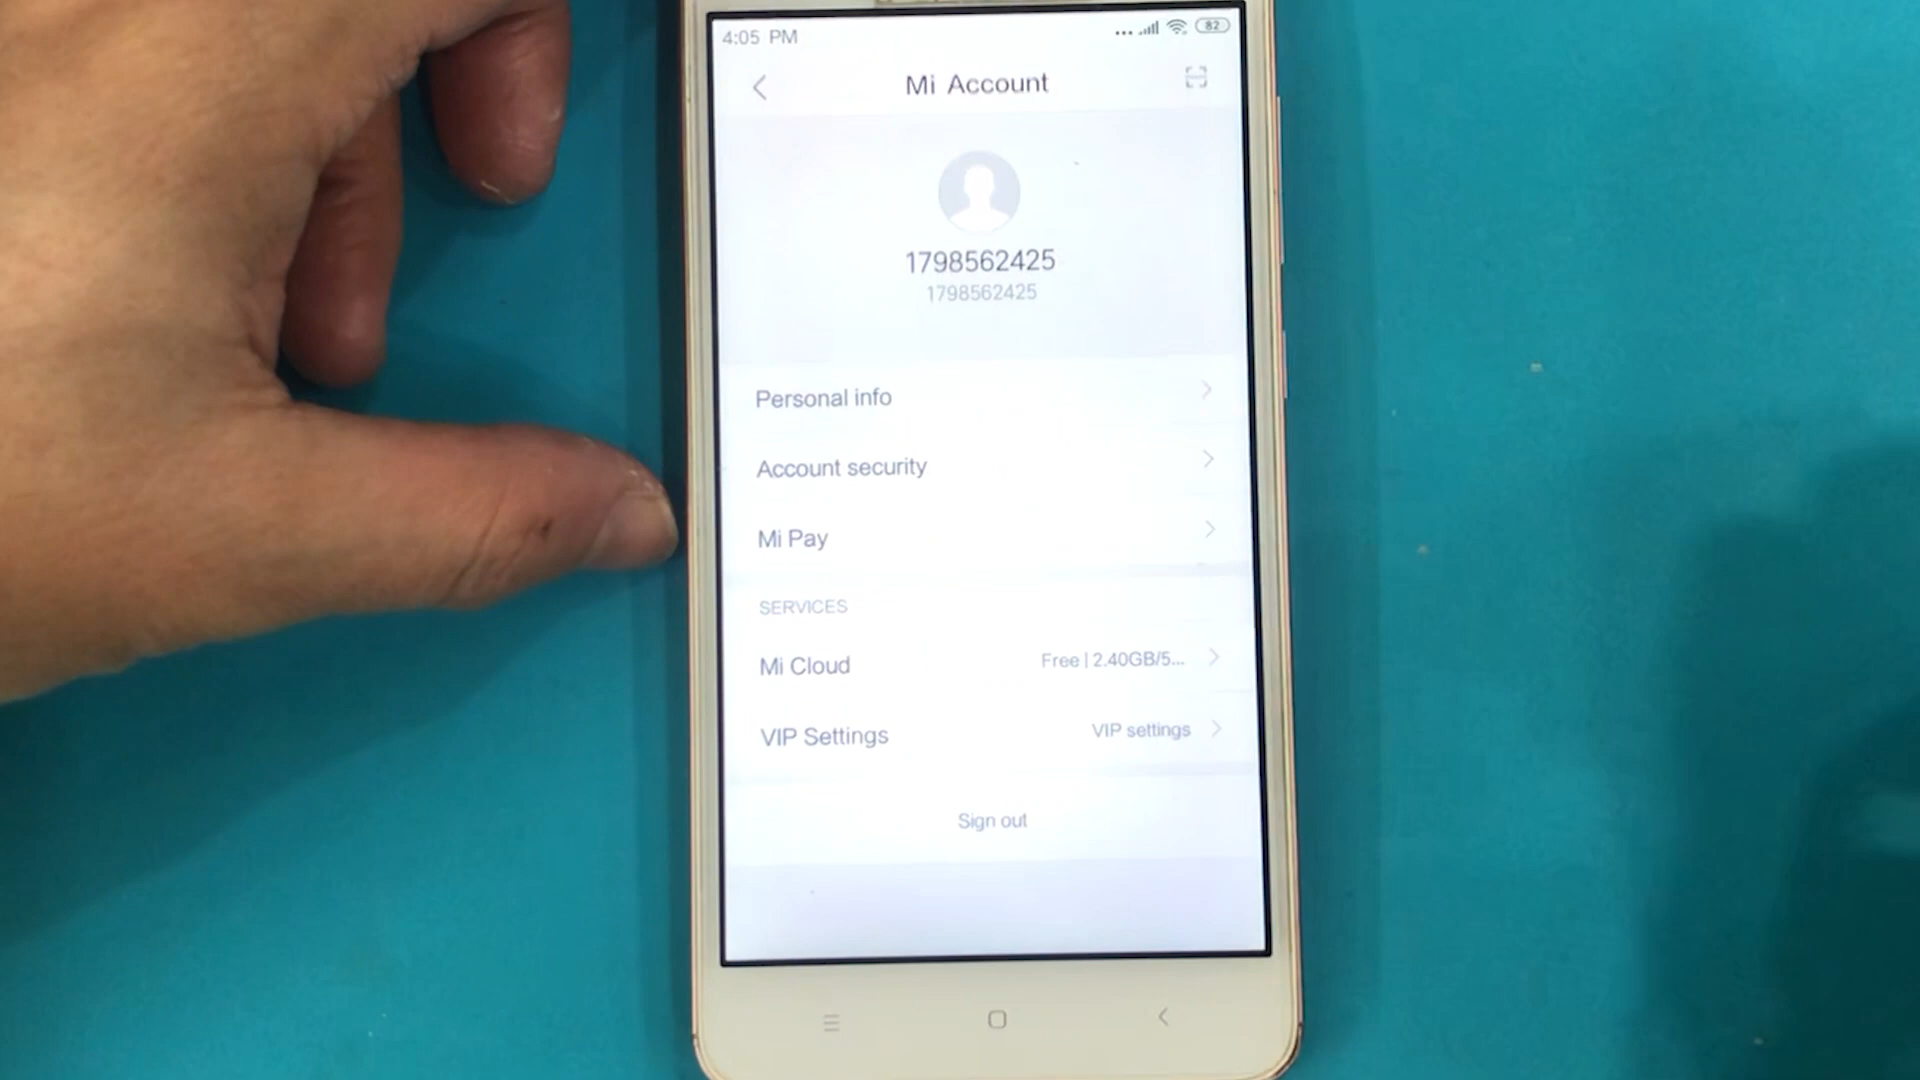 4:05 PM
82
Mi Account
1798562425
1798562425
Personal info
Account security
Mi Pay
SERVICES
Mi Cloud
Free | 2.40GB/5...
VIP Settings
VIP settings
Sign out